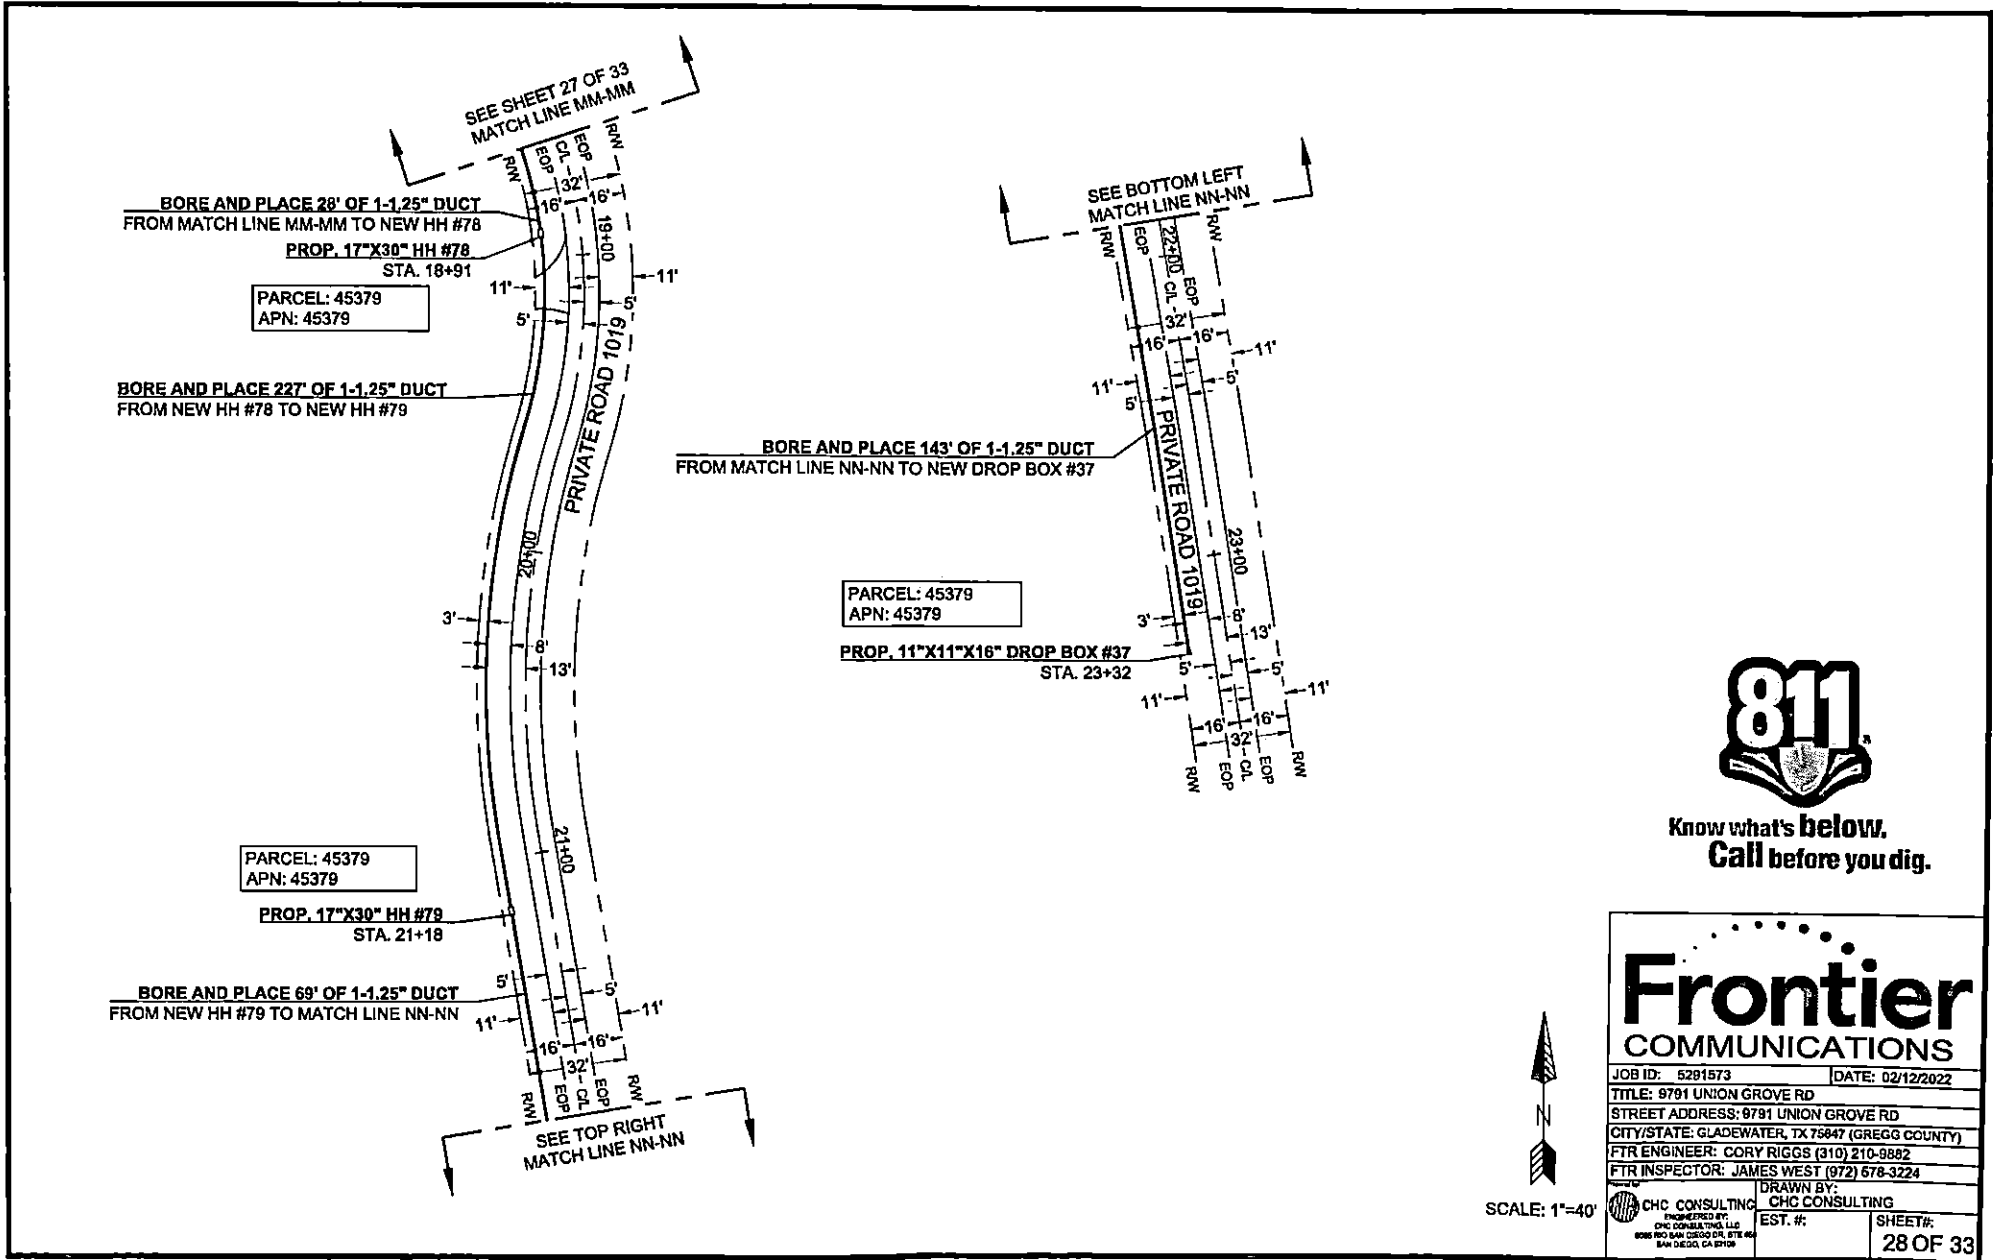 SEE SHEET 27 OF 33
MATCH LINE MM-MM
R/W
EOP
C/L
EOP
R/W
32'
16'
16'
19+00
BORE AND PLACE 28' OF 1-1.25" DUCT
FROM MATCH LINE MM-MM TO NEW HH #78
PROP. 17"X30" HH #78
STA. 18+91
11'
11'
5'
5'
PARCEL: 45379
APN: 45379
PRIVATE ROAD 1019
BORE AND PLACE 227' OF 1-1.25" DUCT
FROM NEW HH #78 TO NEW HH #79
20+00
3'
8'
13'
21+00
PARCEL: 45379
APN: 45379
PROP. 17"X30" HH #79
STA. 21+18
5'
5'
BORE AND PLACE 69' OF 1-1.25" DUCT
FROM NEW HH #79 TO MATCH LINE NN-NN
11'
11'
16'
16'
32'
R/W
EOP
C/L
EOP
R/W
SEE TOP RIGHT
MATCH LINE NN-NN
SEE BOTTOM LEFT
MATCH LINE NN-NN
R/W
EOP
22+00
C/L
EOP
R/W
32'
16'
16'
11'
11'
5'
5'
PRIVATE ROAD 1019
BORE AND PLACE 143' OF 1-1.25" DUCT
FROM MATCH LINE NN-NN TO NEW DROP BOX #37
23+00
PARCEL: 45379
APN: 45379
3'
8'
13'
PROP. 11"X11"X16" DROP BOX #37
STA. 23+32
5'
5'
11'
11'
16'
16'
32'
R/W
EOP
C/L
EOP
R/W
811
Know what's below.
Call before you dig.
N
SCALE: 1"=40'
Frontier
COMMUNICATIONS
JOB ID: 5291573
DATE: 02/12/2022
TITLE: 9791 UNION GROVE RD
STREET ADDRESS: 9791 UNION GROVE RD
CITY/STATE: GLADEWATER, TX 75647 (GREGG COUNTY)
FTR ENGINEER: CORY RIGGS (310) 210-9882
FTR INSPECTOR: JAMES WEST (972) 578-3224
CHC CONSULTING
ENGINEERED BY:
CHC CONSULTING, LLC
SAN DIEGO, CA
DRAWN BY:
CHC CONSULTING
EST. #:
SHEET#:
28 OF 33